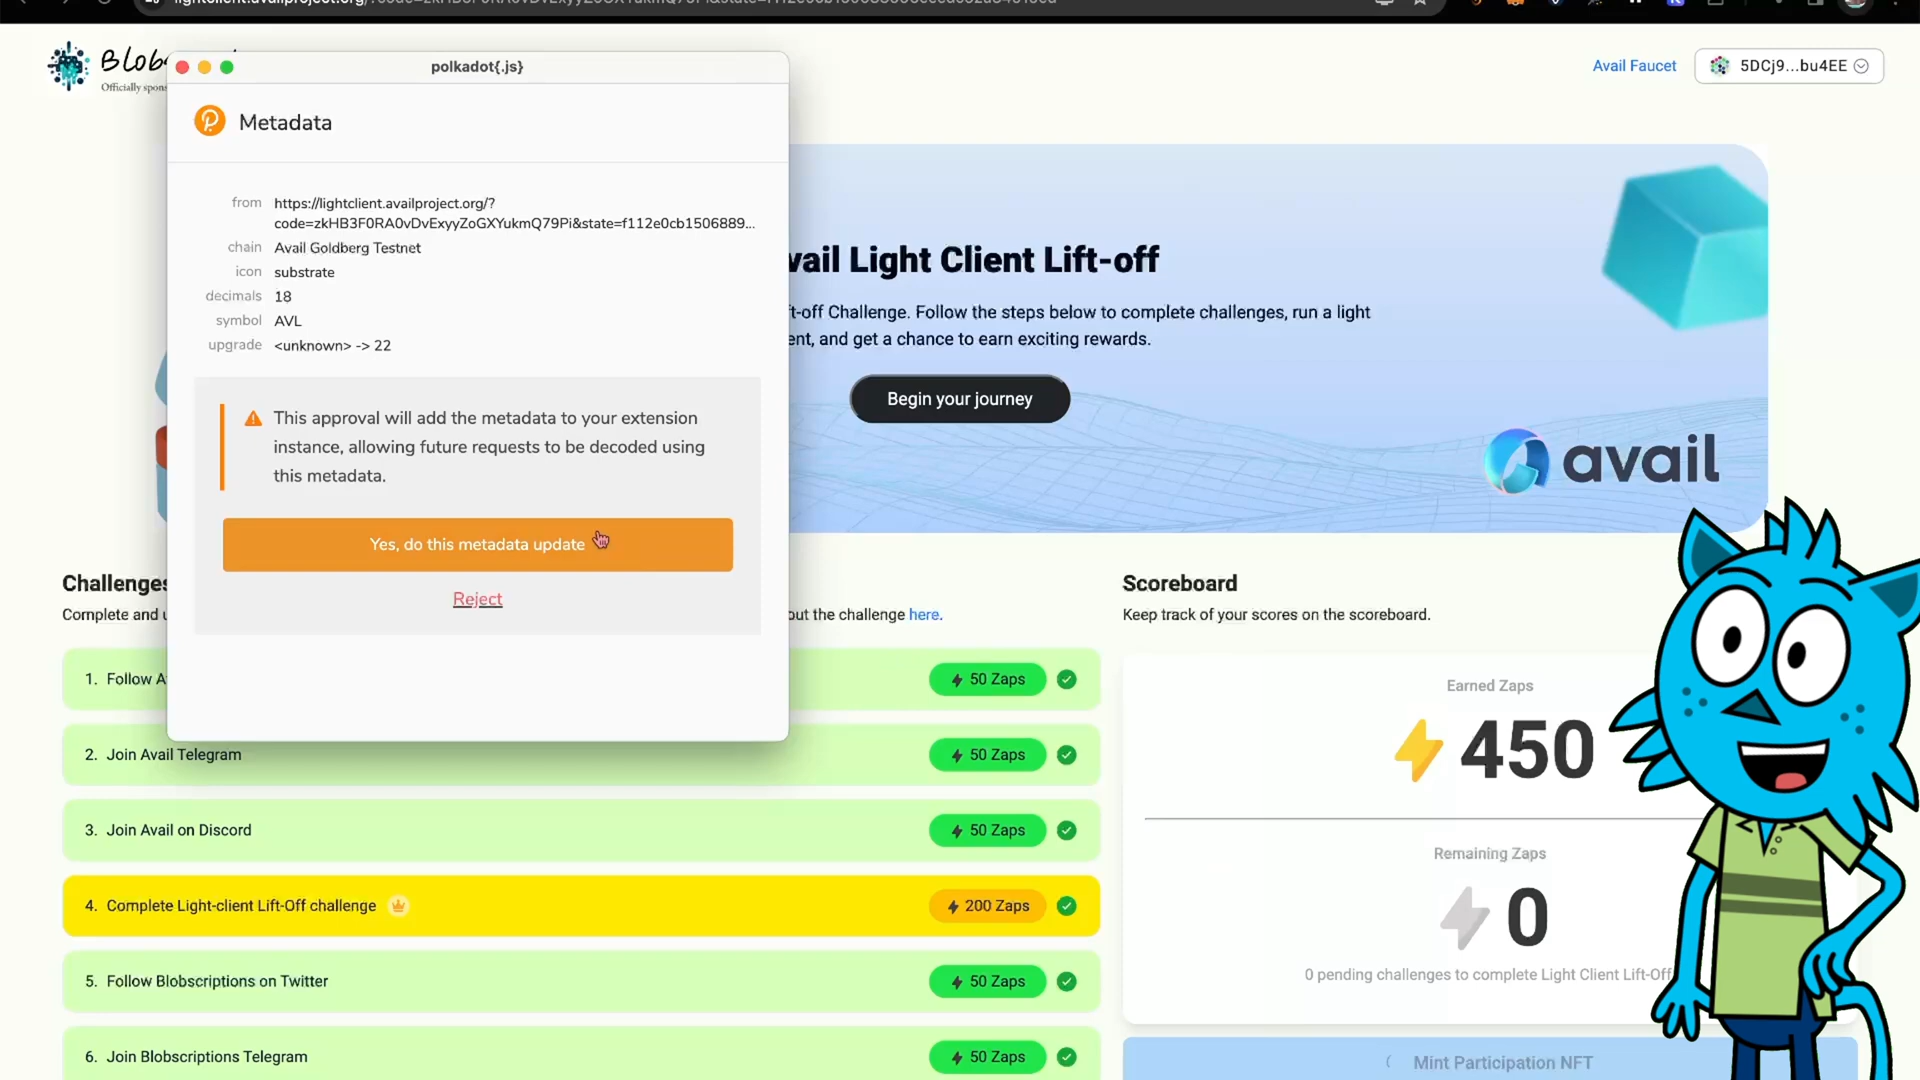 Avail Faucet
5DCj9...bu4EE
Officially spons
polkadot{.js}
Metadata
from https://lightclient.availproject.org/?
code=zkHB3F0RA0vDvExyyZoGXYukmQ79Pi&state=f112e0cb1506889...
chain Avail Goldberg Testnet
icon substrate
decimals 18
symbol AVL
upgrade <unknown> -> 22
This approval will add the metadata to your extension
instance, allowing future requests to be decoded using
this metadata.
Yes, do this metadata update
Reject
vail Light Client Lift-off
t-off Challenge. Follow the steps below to complete challenges, run a light
ent, and get a chance to earn exciting rewards.
Begin your journey
avail
Challenges
Complete and u
out the challenge here.
1. Follow A
50 Zaps
2. Join Avail Telegram
50 Zaps
3. Join Avail on Discord
50 Zaps
4. Complete Light-client Lift-Off challenge
200 Zaps
5. Follow Blobscriptions on Twitter
50 Zaps
6. Join Blobscriptions Telegram
50 Zaps
Scoreboard
Keep track of your scores on the scoreboard.
Earned Zaps
450
Remaining Zaps
0
0 pending challenges to complete Light Client Lift-Off
Mint Participation NFT